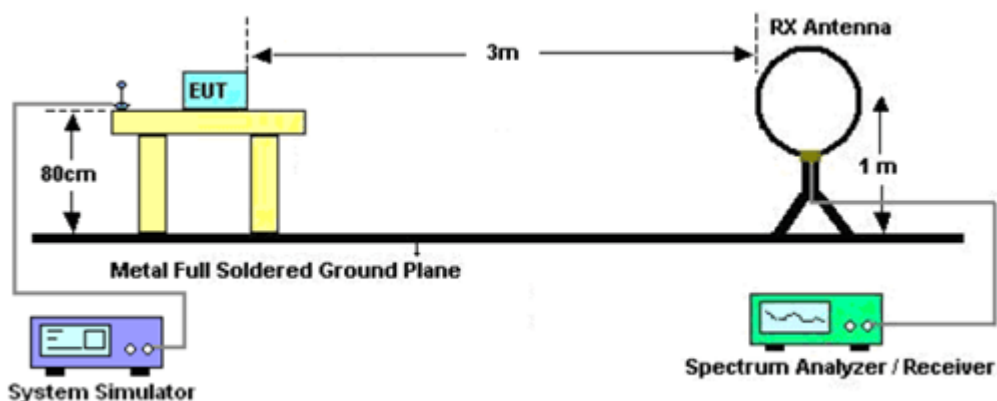 RX Antenna
3m
EUT
80cm
1 m
Metal Full Soldered Ground Plane
System Simulator
Spectrum Analyzer / Receiver